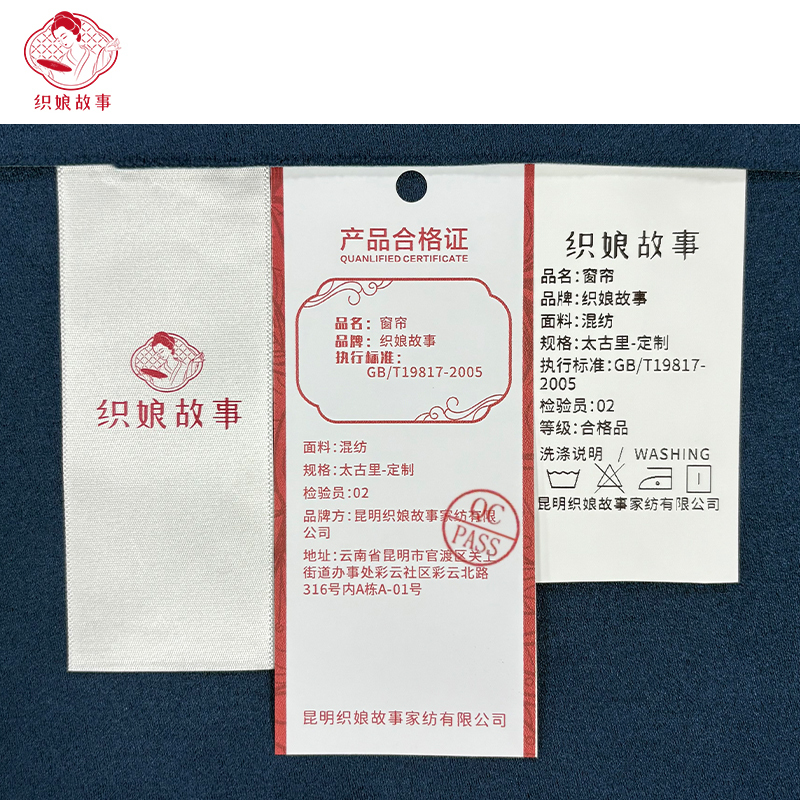 织娘故事
织娘故事
产品合格证
QUANLIFIED CERTIFICATE
品名：窗帘
品牌：织娘故事
执行标准：
GB/T19817-2005
面料:混纺
规格:太古里-定制
检验员:02
品牌方:昆明织娘故事家纺有限
公司
地址:云南省昆明市官渡区关上
街道办事处彩云社区彩云北路
316号内A栋A-01号
QC
PASS
昆明织娘故事家纺有限公司
织娘故事
品名:窗帘
品牌:织娘故事
面料:混纺
规格:太古里-定制
执行标准:GB/T19817-
2005
检验员:02
等级:合格品
洗涤说明 / WASHING
昆明织娘故事家纺有限公司